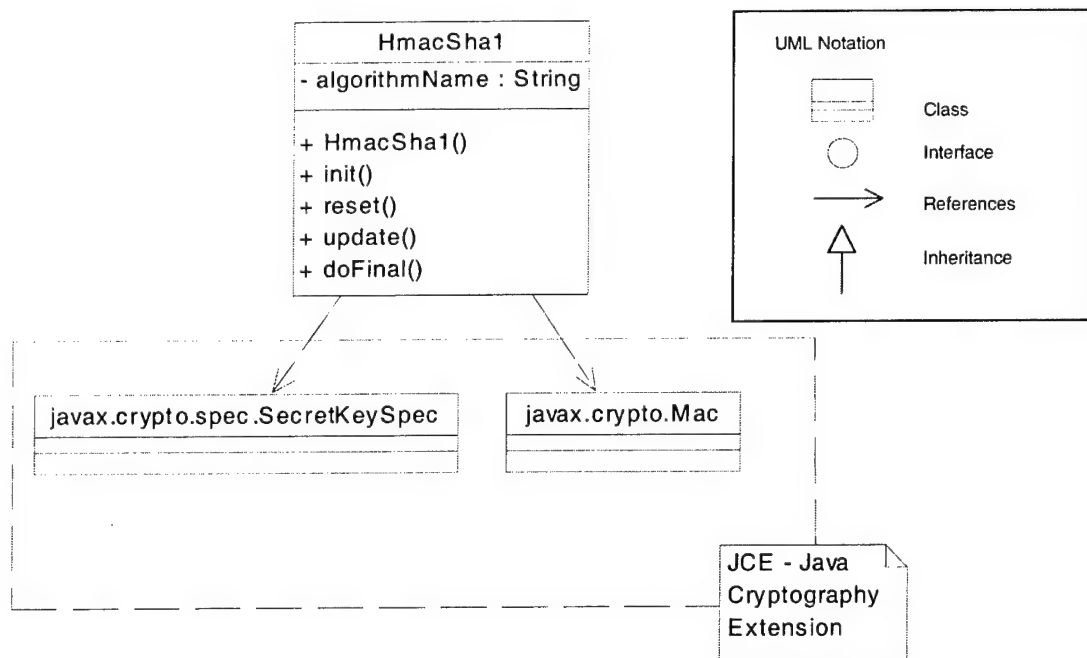 HmacSha1
- algorithmName : String
+ HmacSha1()
+ init()
+ reset()
+ update()
+ doFinal()
UML Notation
Class
Interface
References
Inheritance
javax.crypto.spec.SecretKeySpec
javax.crypto.Mac
JCE - Java
Cryptography
Extension